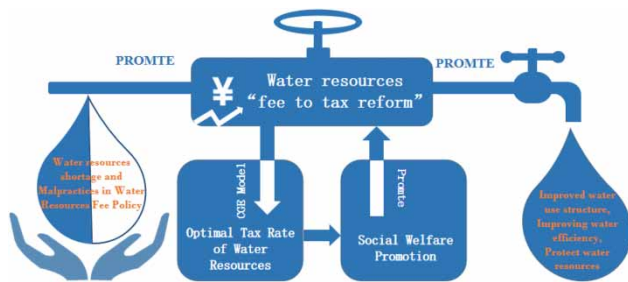 PROMTE
PROMTE
¥
Water resources
“fee to tax reform”
Water resources
shortage and
Malpractices in Water
Resources Fee Policy
CGE Model
Optimal Tax Rate
of Water
Resources
Promte
Social Welfare
Promotion
Improved water
use structure,
Improving water
efficiency,
Protect water
resources